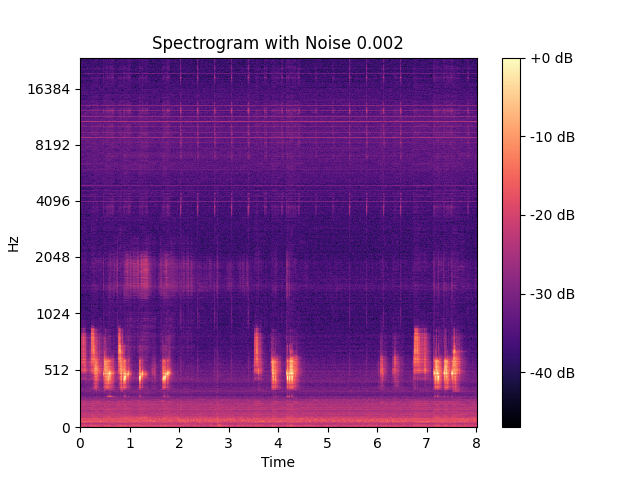 Spectrogram with Noise 0.002
+0 dB
16384
-10 dB
8192
4096
-20 dB
Hz
2048
-30 dB
1024
512
-40 dB
0
0 1 2 3 4 5 6 7 8
Time